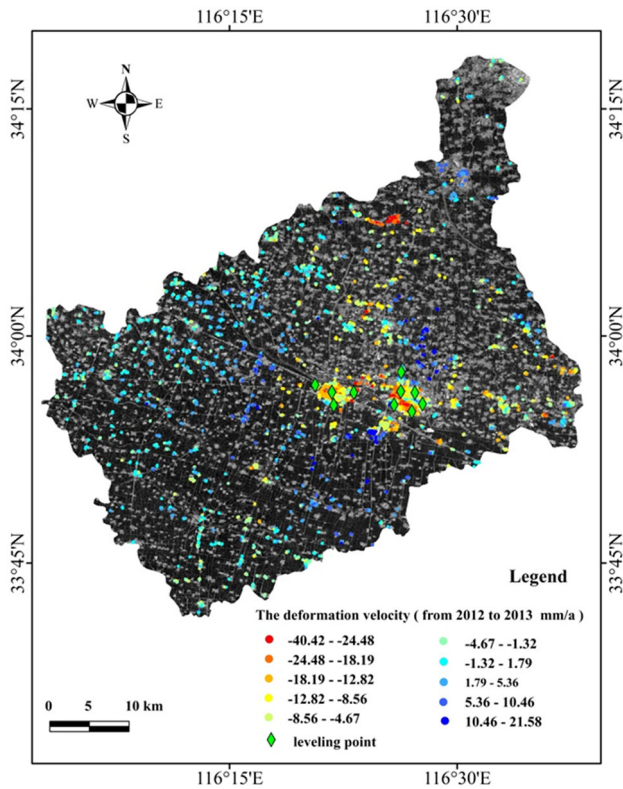 116°15'E 116°30'E
N
W E
S
34°15'N 34°15'N
34°00'N 34°00'N
33°45'N 33°45'N
Legend
The deformation velocity ( from 2012 to 2013 mm/a )
-40.42 - -24.48 -4.67 - -1.32
-24.48 - -18.19 -1.32 - 1.79
-18.19 - -12.82 1.79 - 5.36
-12.82 - -8.56 5.36 - 10.46
-8.56 - -4.67 10.46 - 21.58
leveling point
0 5 10 km
116°15'E 116°30'E